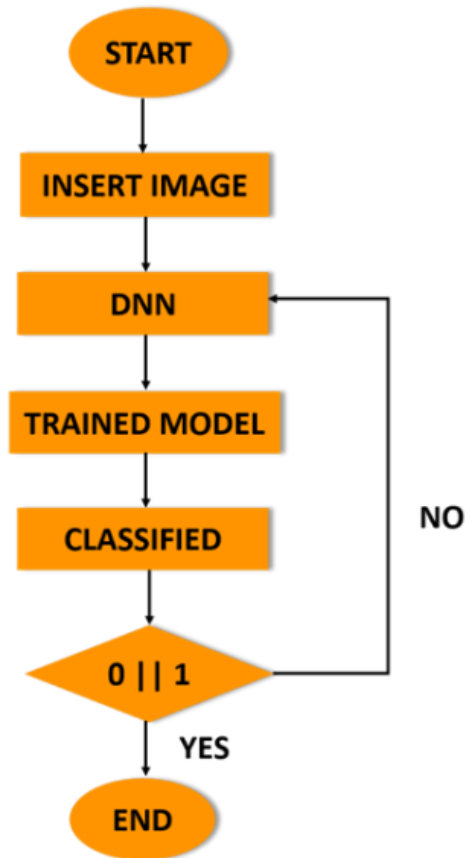 START
INSERT IMAGE
DNN
TRAINED MODEL
CLASSIFIED
NO
0 || 1
YES
END